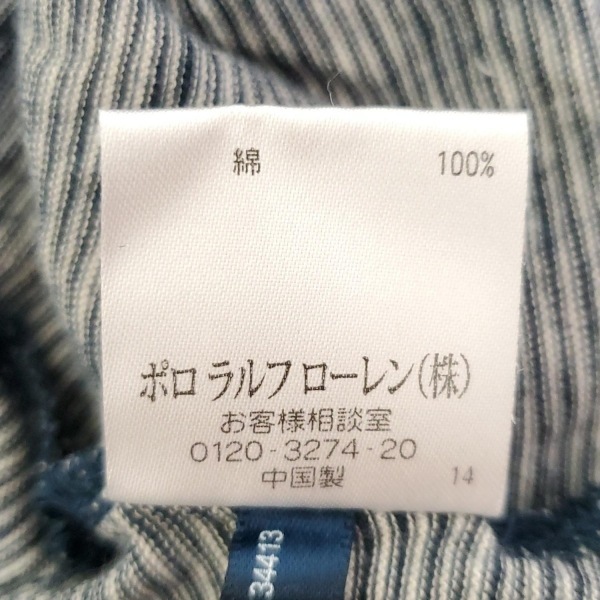 綿 100%
ポロ ラルフ ローレン(株)
お客様相談室
0120-3274-20
中国製 14
34413